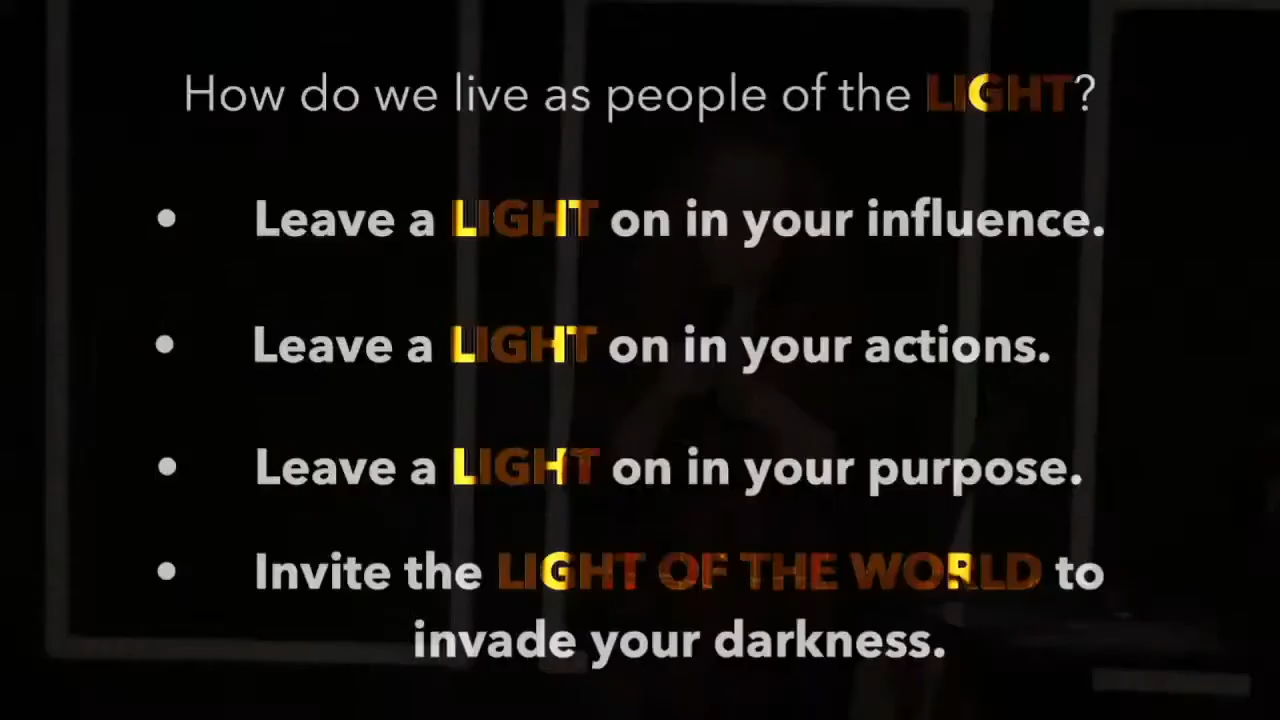 How do we live as people of the LIGHT?
• Leave a LIGHT on in your influence.
• Leave a LIGHT on in your actions.
• Leave a LIGHT on in your purpose.
• Invite the LIGHT OF THE WORLD to
invade your darkness.